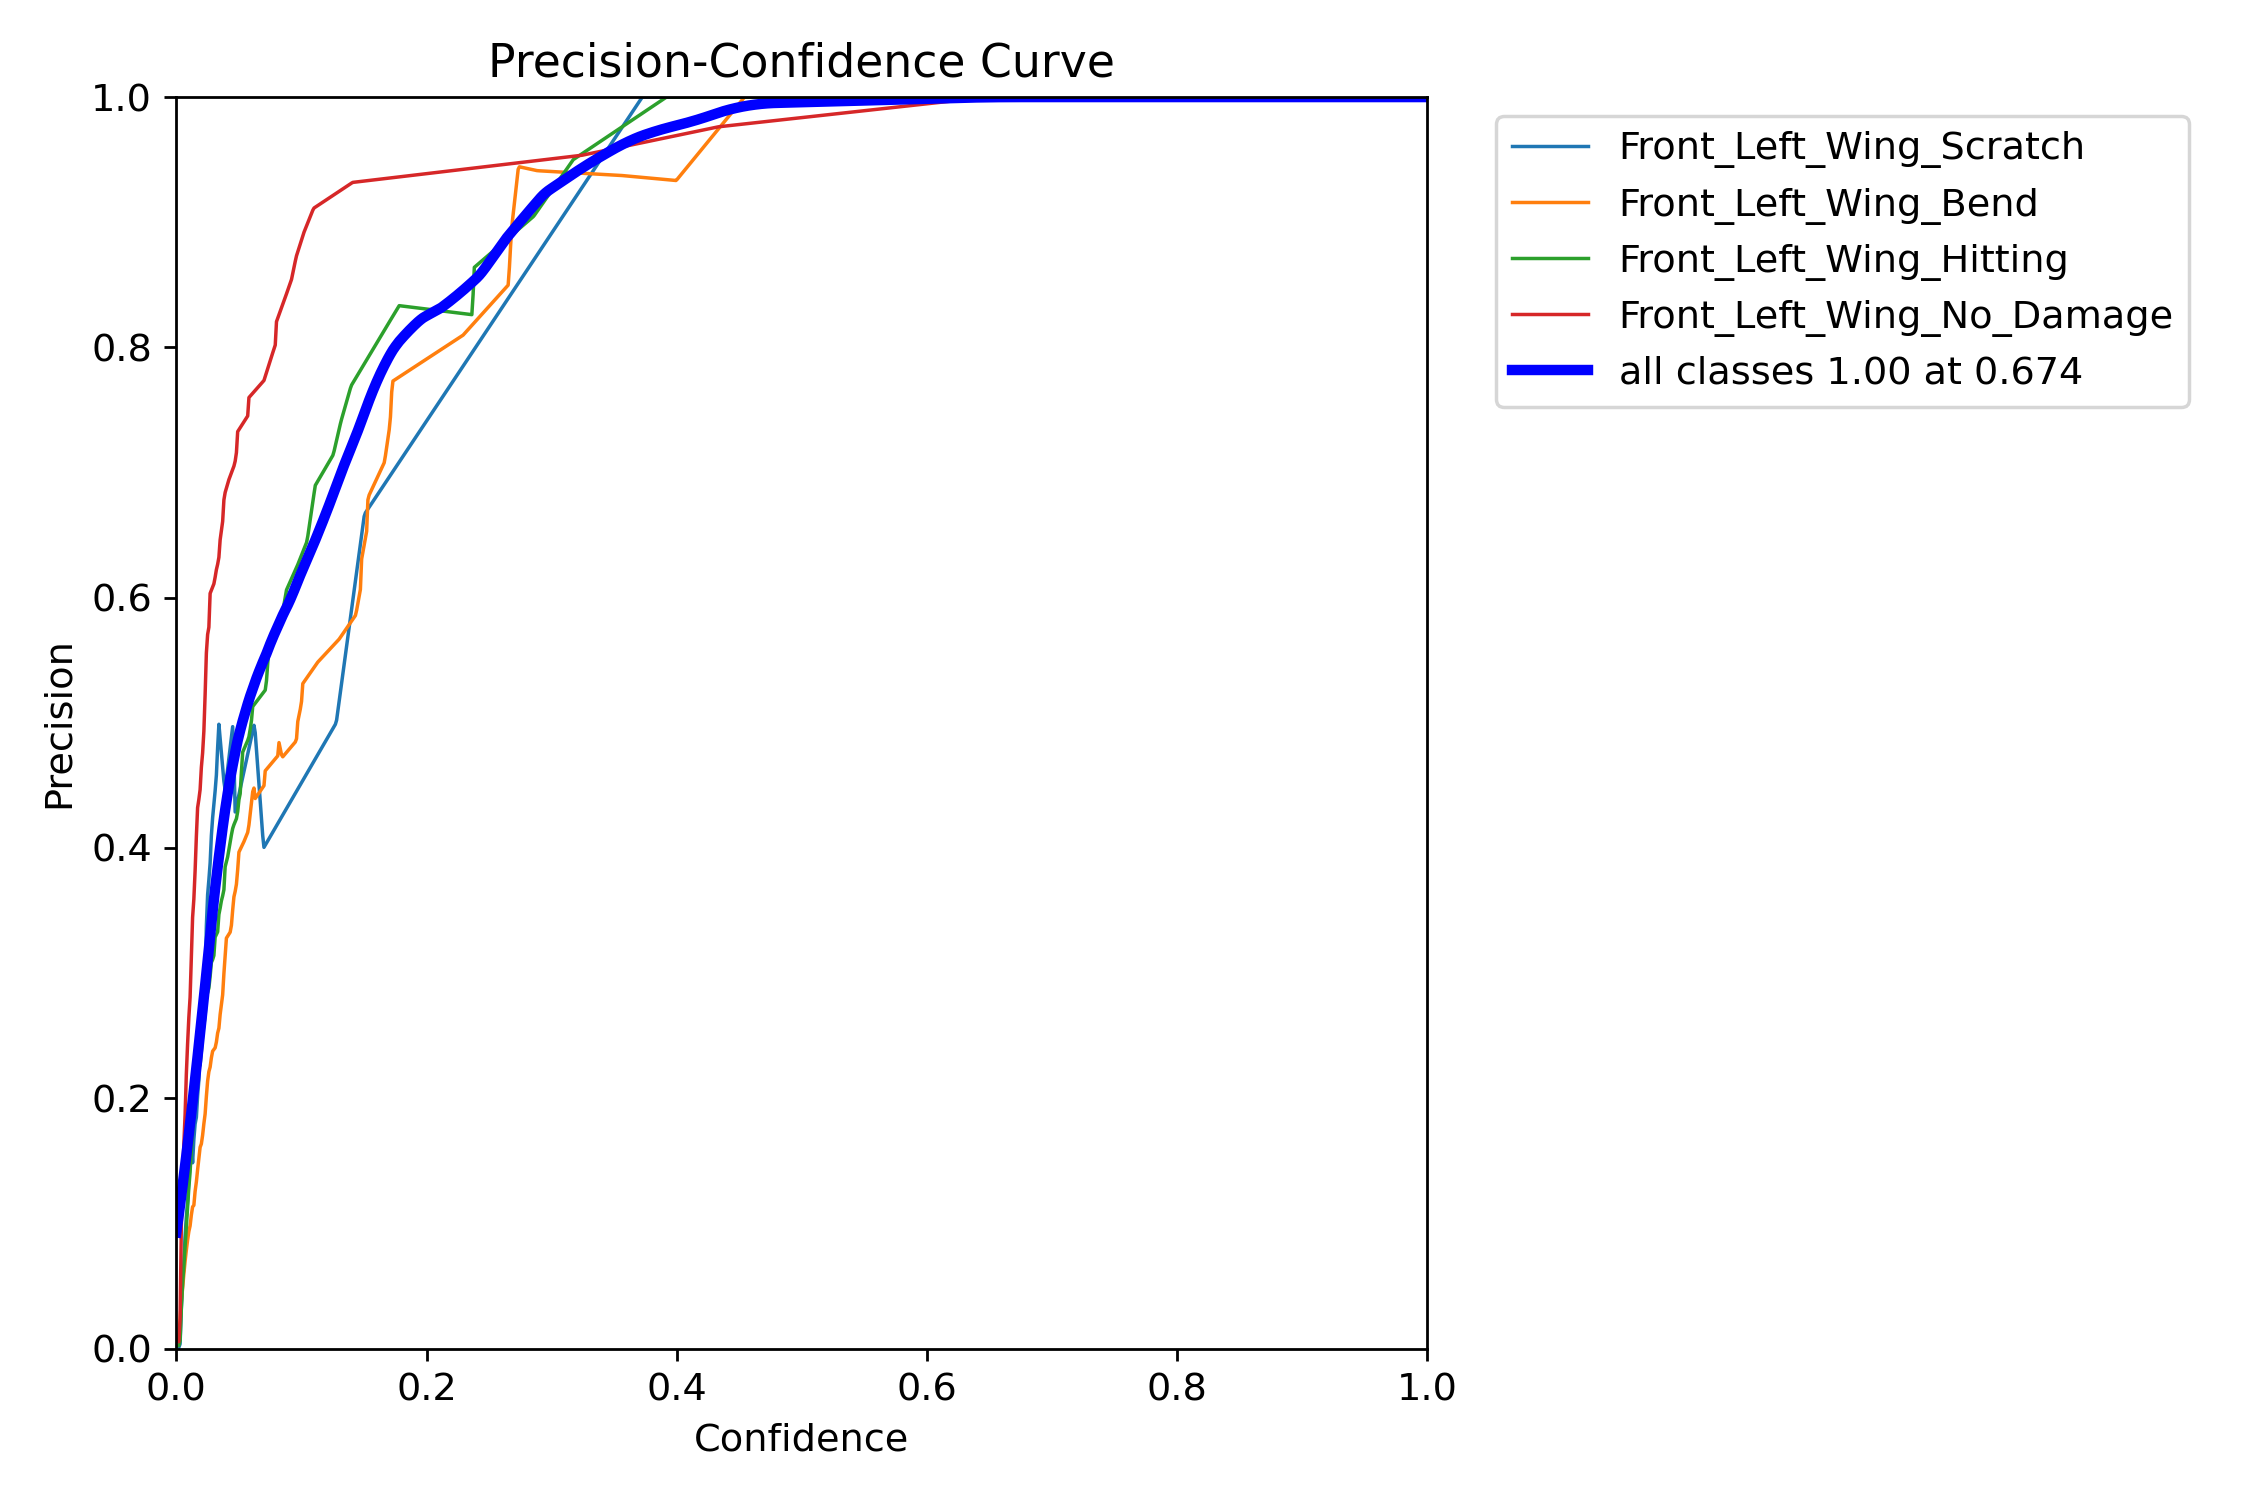 Precision-Confidence Curve
1.0
0.8
0.6
0.4
0.2
0.0
Precision
0.0 0.2 0.4 0.6 0.8 1.0
Confidence
Front_Left_Wing_Scratch
Front_Left_Wing_Bend
Front_Left_Wing_Hitting
Front_Left_Wing_No_Damage
all classes 1.00 at 0.674